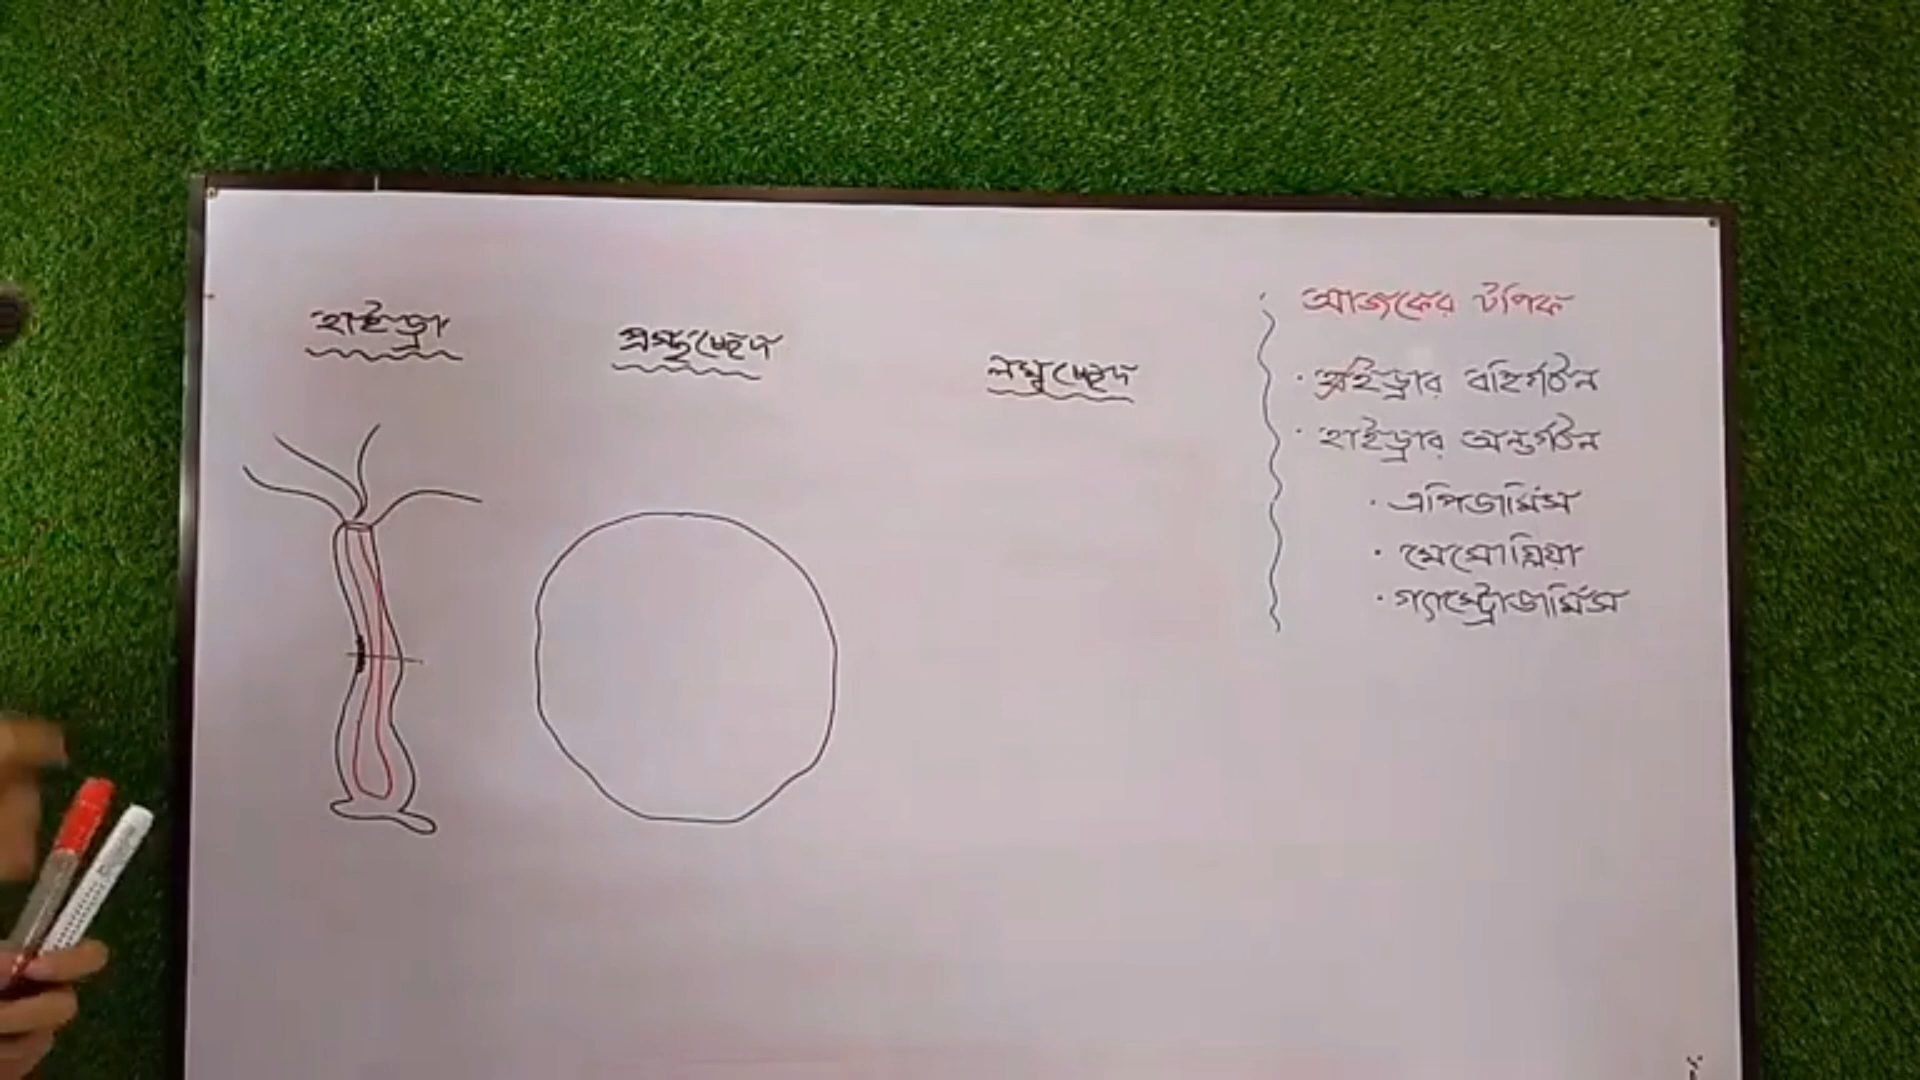 হাইড্রা
প্রস্থচ্ছেদ
লম্বচ্ছেদ
আজকের টপিক
· হাইড্রার বহির্গঠন
· হাইড্রার অন্তর্গঠন
· এপিডার্মিস
· মেসোগ্লিয়া
· গ্যাস্ট্রোডার্মিস